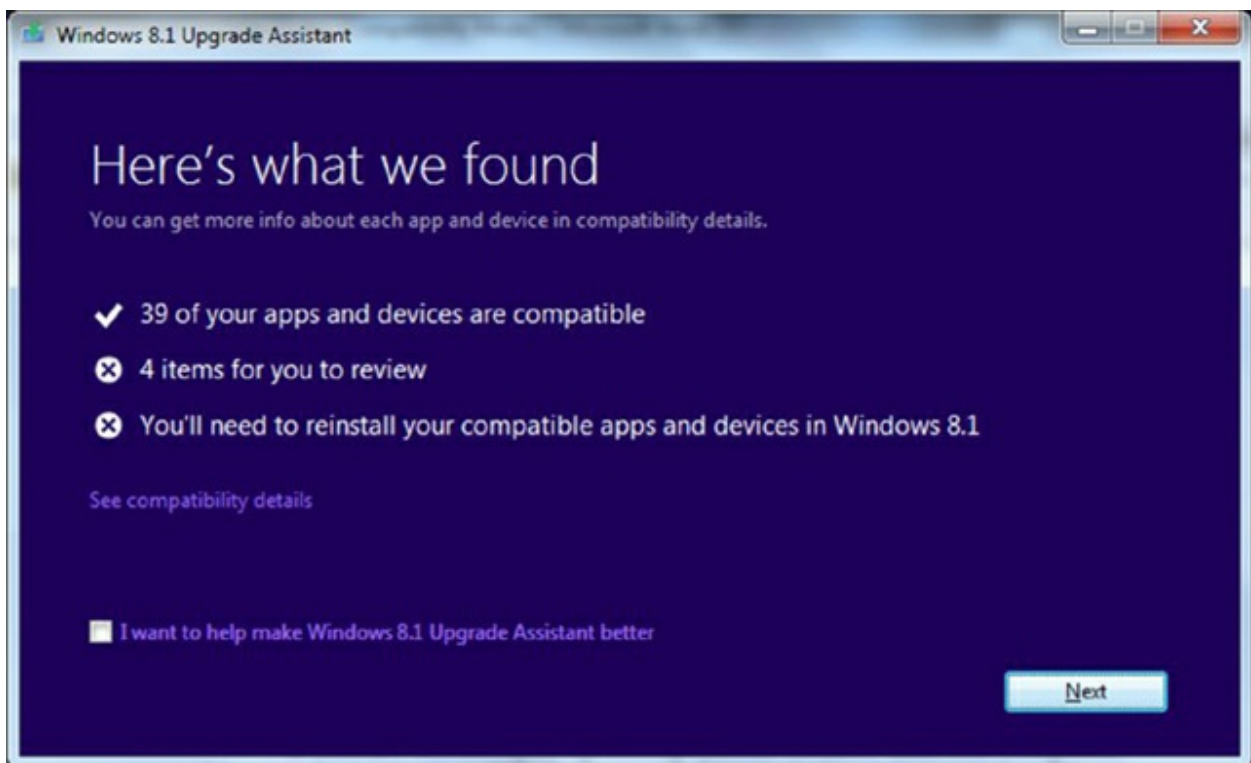 Windows 8.1 Upgrade Assistant
Here's what we found
You can get more info about each app and device in compatibility details.
39 of your apps and devices are compatible
4 items for you to review
You'll need to reinstall your compatible apps and devices in Windows 8.1
See compatibility details
I want to help make Windows 8.1 Upgrade Assistant better
Next